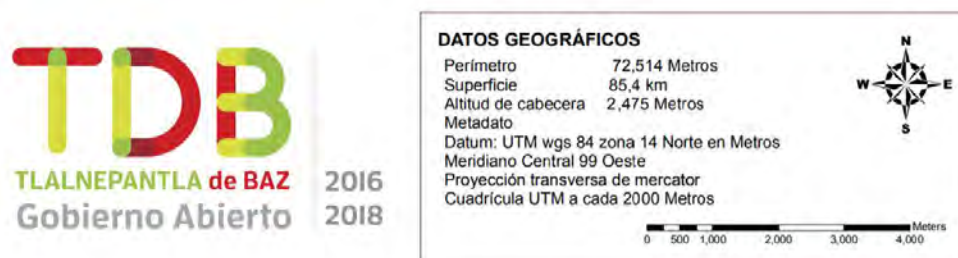 TDB
TLALNEPANTLA de BAZ
Gobierno Abierto
2016
2018
DATOS GEOGRÁFICOS
Perímetro 72,514 Metros
Superficie 85,4 km
Altitud de cabecera 2,475 Metros
Metadato
Datum: UTM wgs 84 zona 14 Norte en Metros
Meridiano Central 99 Oeste
Proyección transversa de mercator
Cuadrícula UTM a cada 2000 Metros
N
W E
S
Meters
0 500 1,000 2,000 3,000 4,000